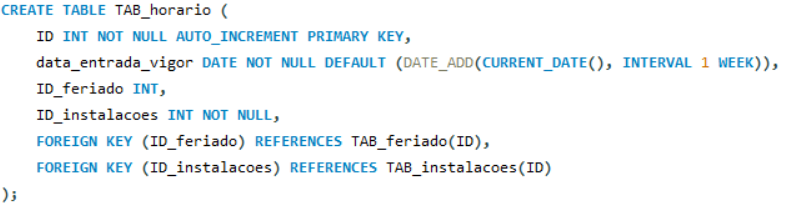 CREATE TABLE TAB_horario (
    ID INT NOT NULL AUTO_INCREMENT PRIMARY KEY,
    data_entrada_vigor DATE NOT NULL DEFAULT (DATE_ADD(CURRENT_DATE(), INTERVAL 1 WEEK)),
    ID_feriado INT,
    ID_instalacoes INT NOT NULL,
    FOREIGN KEY (ID_feriado) REFERENCES TAB_feriado(ID),
    FOREIGN KEY (ID_instalacoes) REFERENCES TAB_instalacoes(ID)
);